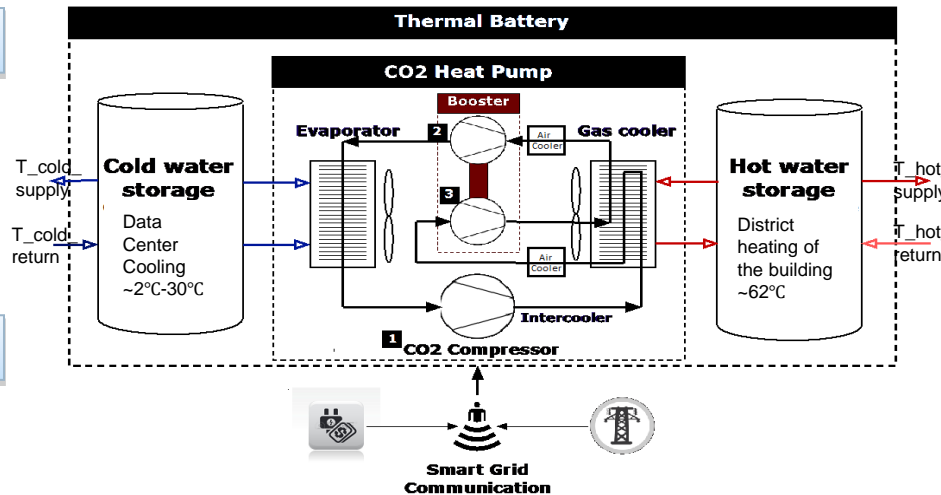 Thermal Battery
CO2 Heat Pump
Booster
Evaporator
2
Air
Cooler
Gas cooler
Cold water
storage
Data
Center
Cooling
~2℃-30℃
T_cold_
supply
T_cold_
return
3
Air
Cooler
Hot water
storage
District
heating of
the building
~62℃
T_hot
supply
T_hot
return
Intercooler
1
CO2 Compressor
Smart Grid
Communication